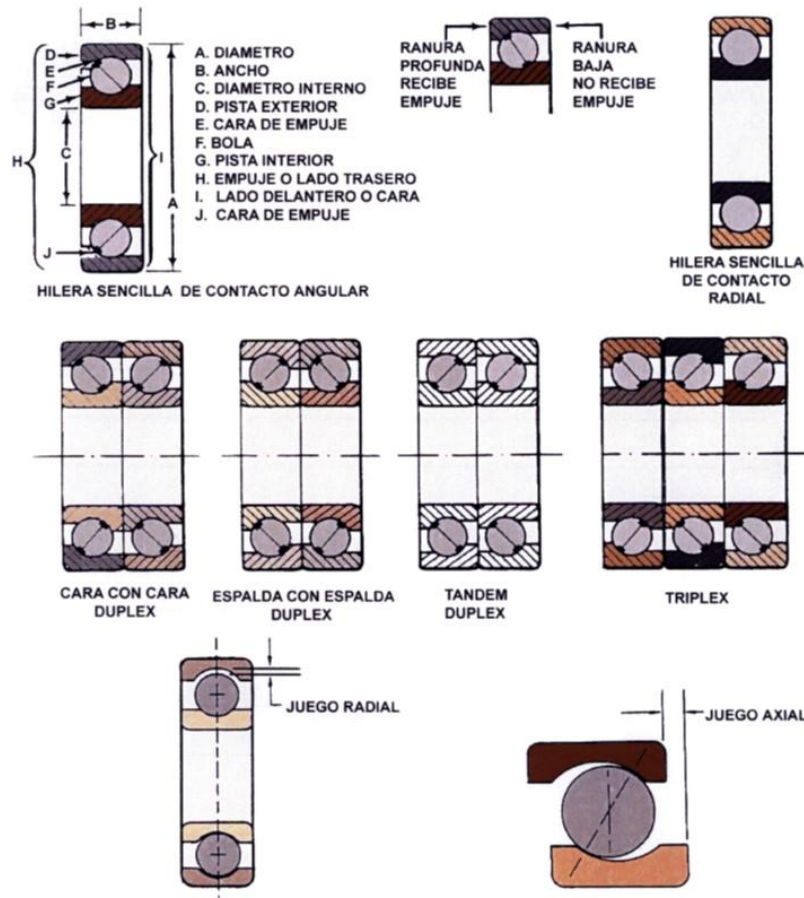 B
D
E
F
G
H
C
I
A
J
A. DIAMETRO
B. ANCHO
C. DIAMETRO INTERNO
D. PISTA EXTERIOR
E. CARA DE EMPUJE
F. BOLA
G. PISTA INTERIOR
H. EMPUJE O LADO TRASERO
I. LADO DELANTERO O CARA
J. CARA DE EMPUJE
HILERA SENCILLA DE CONTACTO ANGULAR
RANURA
PROFUNDA
RECIBE
EMPUJE
RANURA
BAJA
NO RECIBE
EMPUJE
HILERA SENCILLA
DE CONTACTO
RADIAL
CARA CON CARA
DUPLEX
ESPALDA CON ESPALDA
DUPLEX
TANDEM
DUPLEX
TRIPLEX
JUEGO RADIAL
JUEGO AXIAL